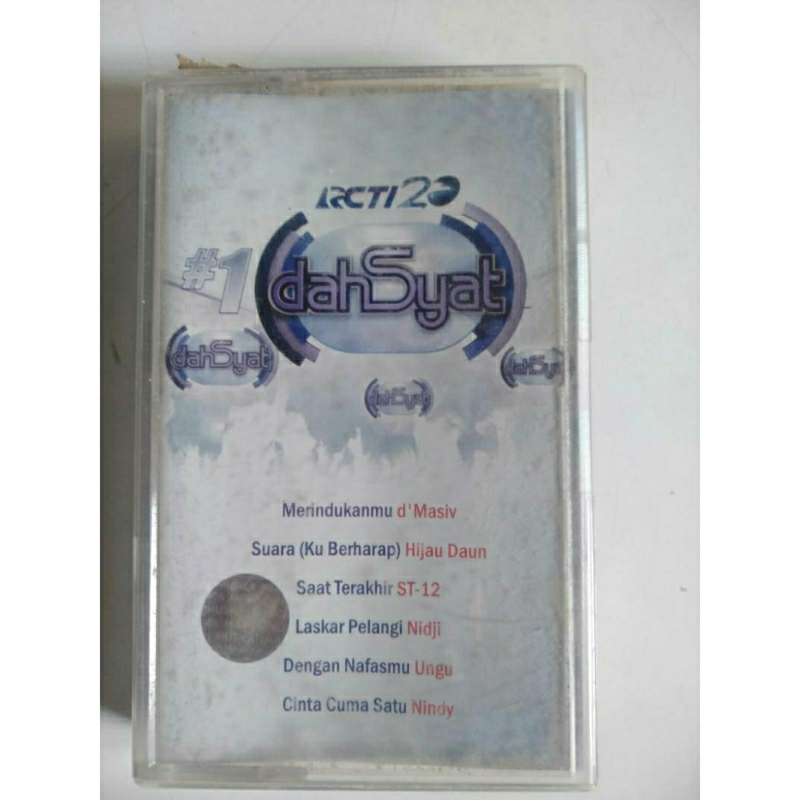 RCTI 20
#1 dahSyat
dahSyat
dahSyat
dahSyat
Merindukanmu d'Masiv
Suara (Ku Berharap) Hijau Daun
Saat Terakhir ST-12
Laskar Pelangi Nidji
Dengan Nafasmu Ungu
Cinta Cuma Satu Nindy